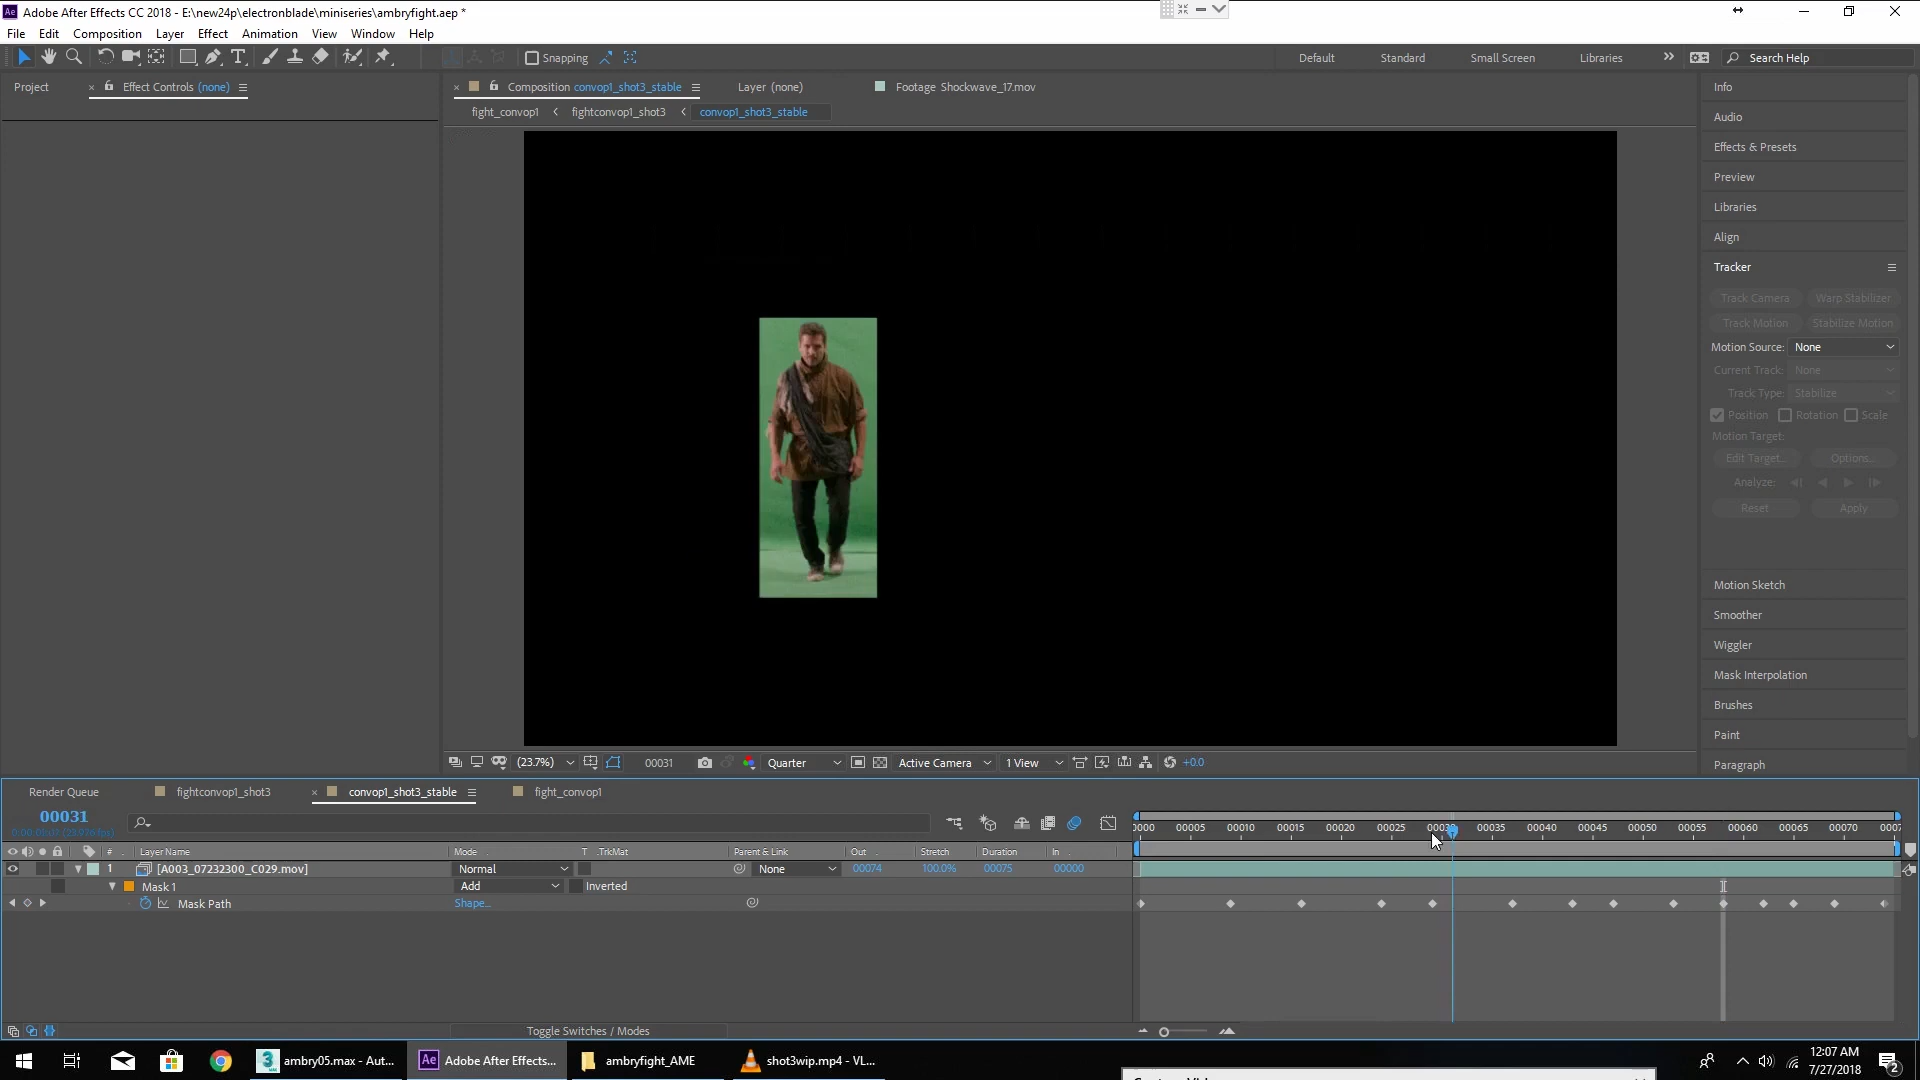 Adobe After Effects CC 2018 - E:\new24p\electronblade\miniseries\ambryfight.aep *
File Edit Composition Layer Effect Animation View Window Help
Snapping Default Standard Small Screen Libraries Search Help
Project Effect Controls (none) Composition convop1_shot3_stable Layer (none) Footage Shockwave_17.mov
fight_convop1 fightconvop1_shot3 convop1_shot3_stable
Info
Audio
Effects & Presets
Preview
Libraries
Align
Tracker
Track Camera Warp Stabilizer
Track Motion Stabilize Motion
Motion Source: None
Current Track: None
Track Type: Stabilize
Position Rotation Scale
Motion Target:
Edit Target... Options...
Analyze:
Reset Apply
Motion Sketch
Smoother
Wiggler
Mask Interpolation
Brushes
Paint
Paragraph
(23.7%) 00031 Quarter Active Camera 1 View +0.0
Render Queue fightconvop1_shot3 convop1_shot3_stable fight_convop1
00031
0000 00005 00010 00015 00020 00025 00030 00035 00040 00045 00050 00055 00060 00065 00070 0007
# Layer Name Mode T .TrkMat Parent & Link Out Stretch Duration In
1 [A003_07232300_C029.mov] Normal None 00074 100.0% 00075 00000
Mask 1 Add Inverted
Mask Path Shape...
Toggle Switches / Modes
ambry05.max - Aut... Adobe After Effects... ambryfight_AME shot3wip.mp4 - VL...
12:07 AM
7/27/2018
2